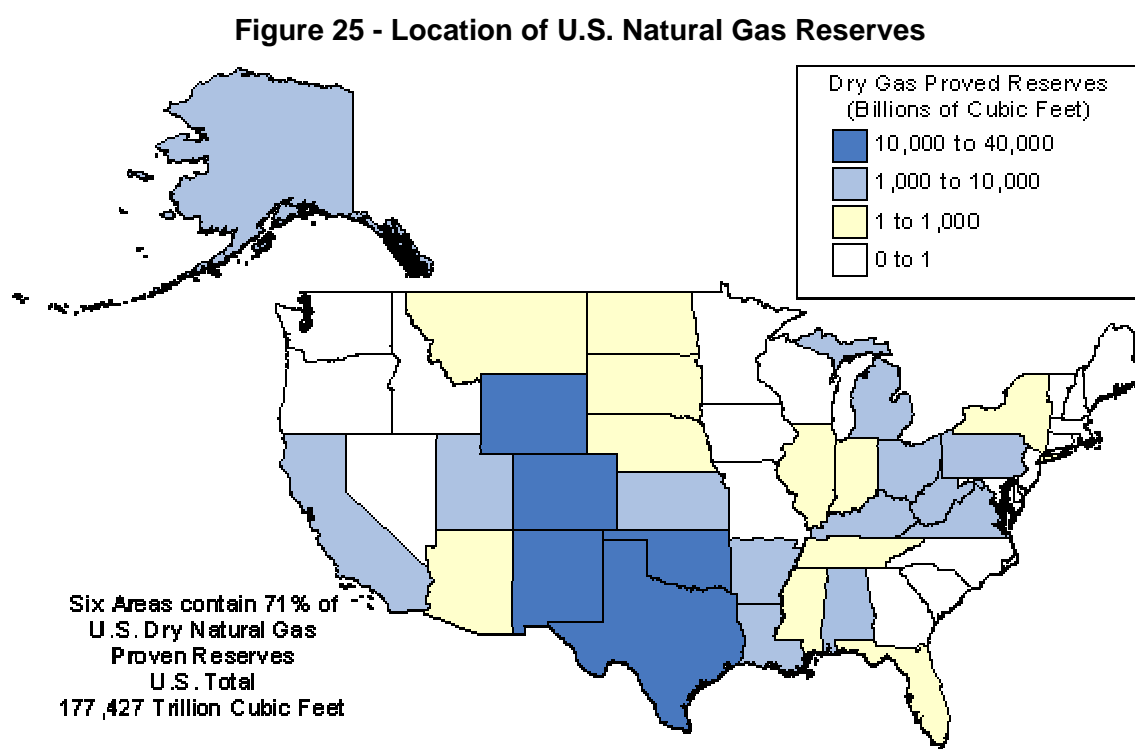 Figure 25 - Location of U.S. Natural Gas Reserves
Dry Gas Proved Reserves
(Billions of Cubic Feet)
10,000 to 40,000
1,000 to 10,000
1 to 1,000
0 to 1
Six Areas contain 71% of
U.S. Dry Natural Gas
Proven Reserves
U.S. Total
177,427 Trillion Cubic Feet